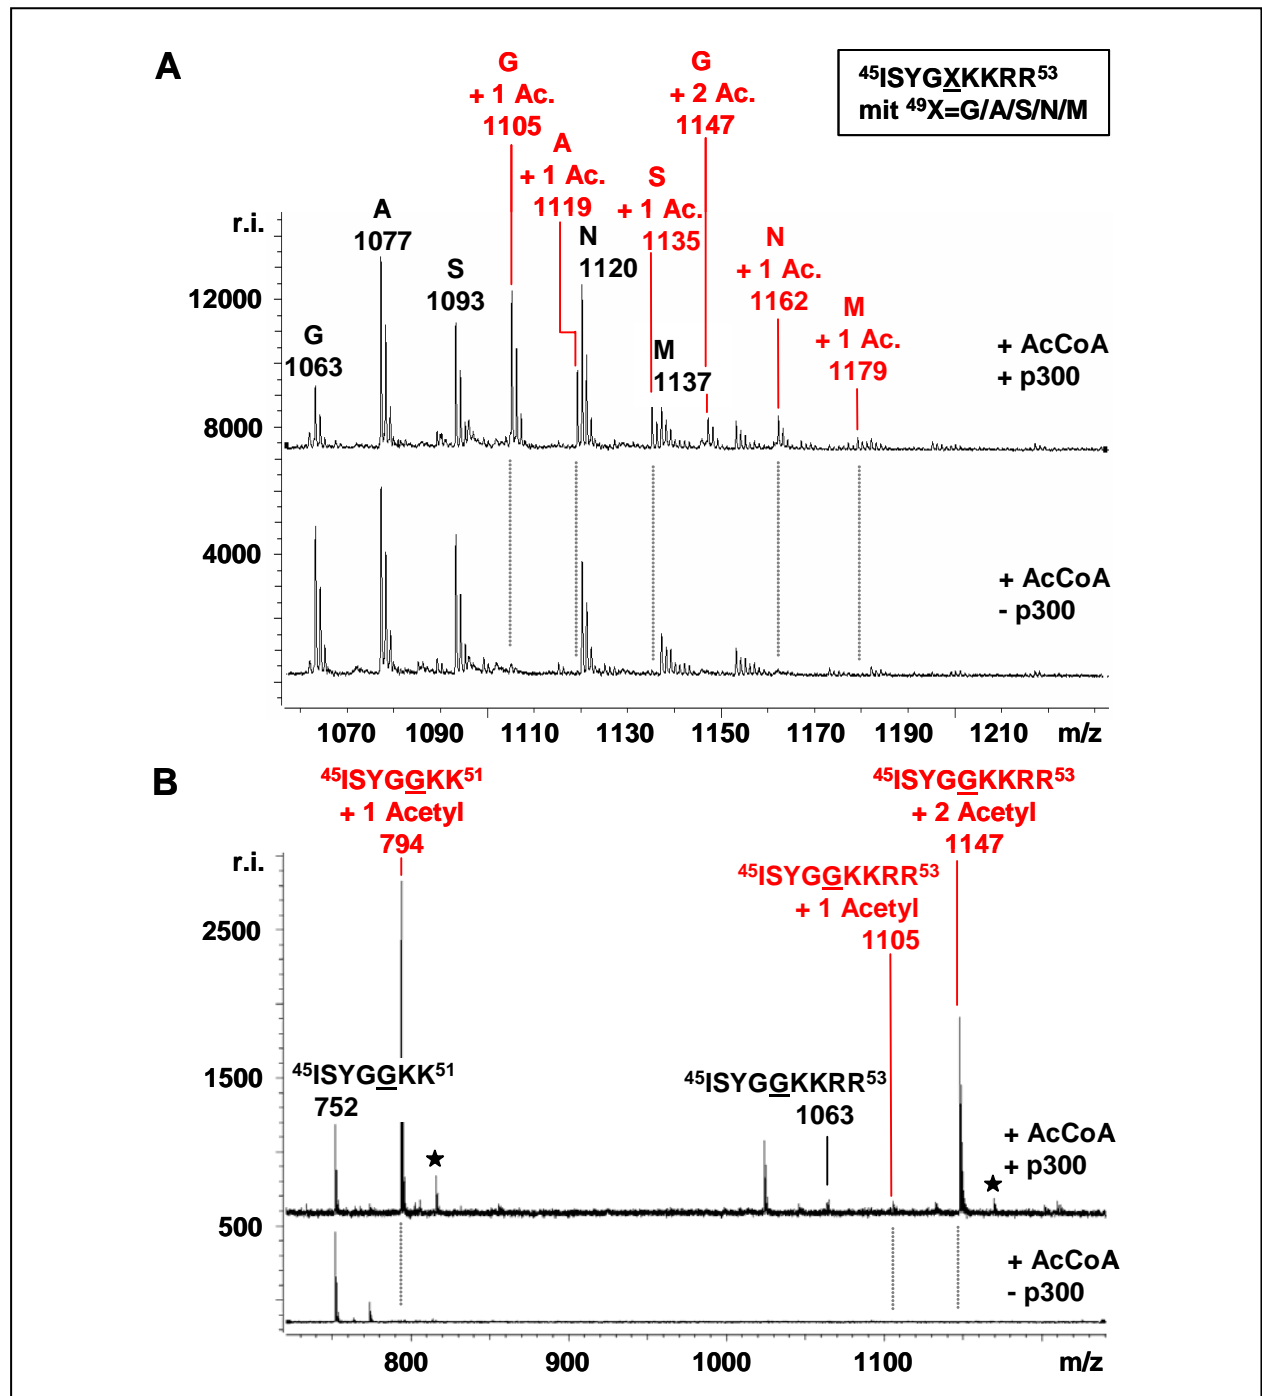 A
G
+ 1 Ac.
1105
G
+ 2 Ac.
1147
⁴⁵ISYGXKKRR⁵³
mit ⁴⁹X=G/A/S/N/M
A
+ 1 Ac.
1119
S
+ 1 Ac.
1135
r.i.
A
1077
N
1120
N
+ 1 Ac.
1162
S
1093
12000
M
+ 1 Ac.
1179
G
1063
M
1137
+ AcCoA
+ p300
8000
4000
+ AcCoA
- p300
1070 1090 1110 1130 1150 1170 1190 1210 m/z
B
⁴⁵ISYGGKK⁵¹
+ 1 Acetyl
794
⁴⁵ISYGGKKRR⁵³
+ 2 Acetyl
1147
r.i.
⁴⁵ISYGGKKRR⁵³
+ 1 Acetyl
1105
2500
1500
⁴⁵ISYGGKK⁵¹
752
⁴⁵ISYGGKKRR⁵³
1063
+ AcCoA
+ p300
500
+ AcCoA
- p300
800 900 1000 1100 m/z